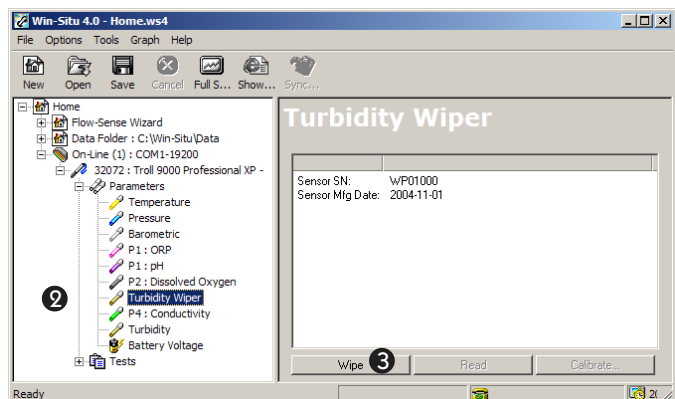 Win-Situ 4.0 - Home.ws4
File Options Tools Graph Help
New Open Save Cancel Full S... Show... Sync...
Home
Flow-Sense Wizard
Data Folder : C:\Win-Situ\Data
On-Line (1) : COM1-19200
32072 : Troll 9000 Professional XP -
Parameters
Temperature
Pressure
Barometric
P1 : ORP
P1 : pH
P2 : Dissolved Oxygen
2
Turbidity Wiper
P4 : Conductivity
Turbidity
Battery Voltage
Tests
Turbidity Wiper
Sensor SN: WP01000
Sensor Mfg Date: 2004-11-01
Wipe 3 Read Calibrate...
Ready